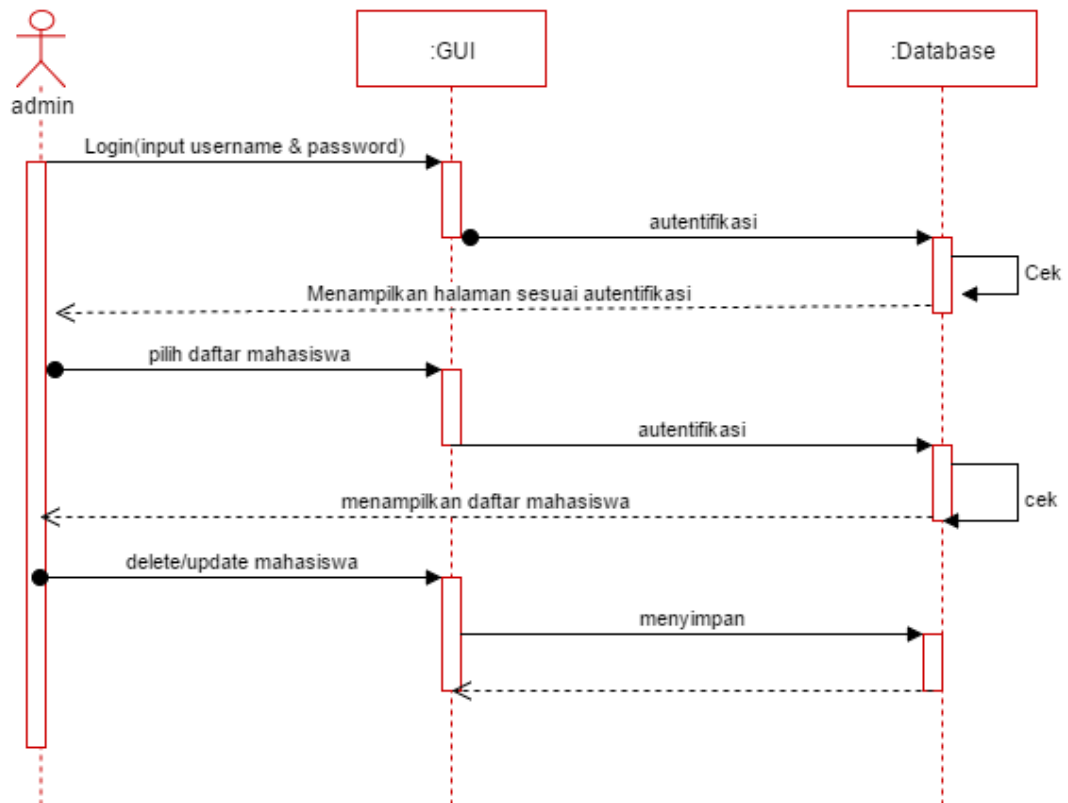 :GUI
:Database
admin
Login(input username & password)
autentifikasi
Cek
Menampilkan halaman sesuai autentifikasi
pilih daftar mahasiswa
autentifikasi
cek
menampilkan daftar mahasiswa
delete/update mahasiswa
menyimpan